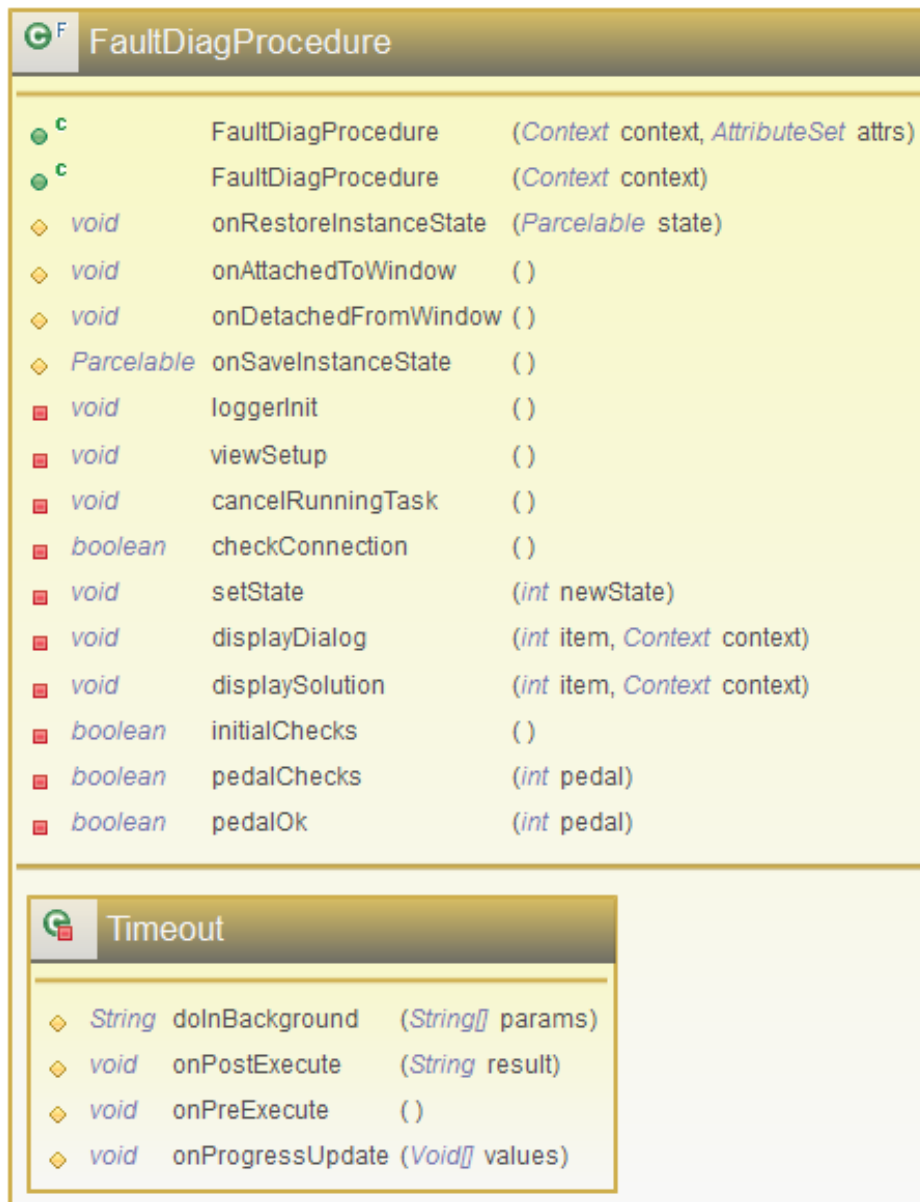 C F FaultDiagProcedure
c FaultDiagProcedure (Context context, AttributeSet attrs)
c FaultDiagProcedure (Context context)
void onRestoreInstanceState (Parcelable state)
void onAttachedToWindow ( )
void onDetachedFromWindow ( )
Parcelable onSaveInstanceState ( )
void loggerInit ( )
void viewSetup ( )
void cancelRunningTask ( )
boolean checkConnection ( )
void setState (int newState)
void displayDialog (int item, Context context)
void displaySolution (int item, Context context)
boolean initialChecks ( )
boolean pedalChecks (int pedal)
boolean pedalOk (int pedal)
C Timeout
String doInBackground (String[] params)
void onPostExecute (String result)
void onPreExecute ( )
void onProgressUpdate (Void[] values)